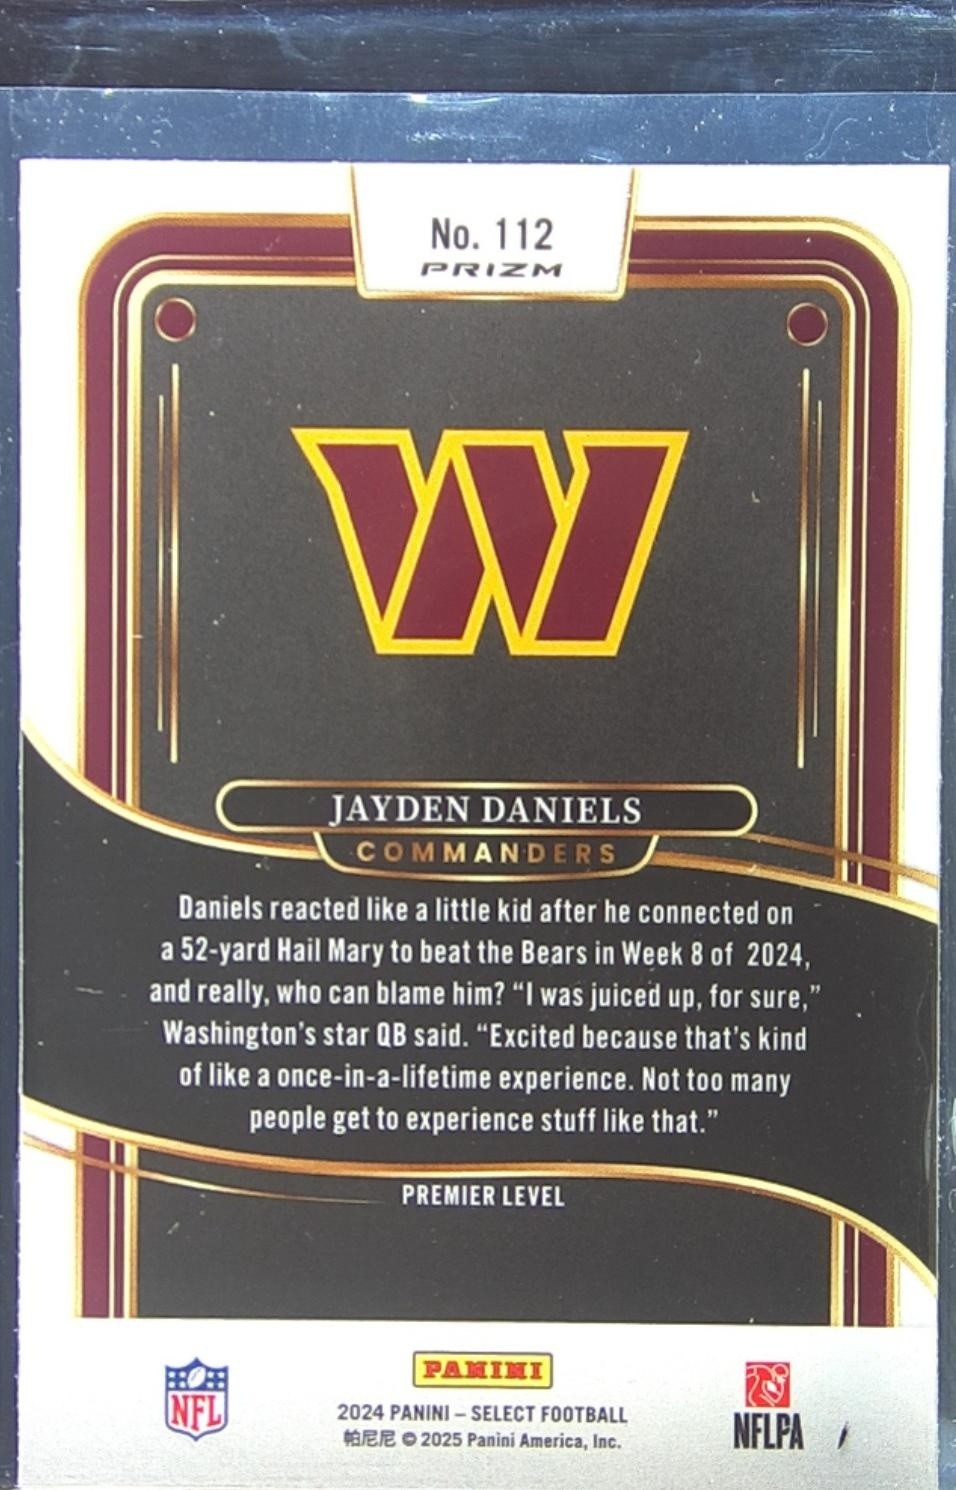 No. 112
PRIZM
W
JAYDEN DANIELS
COMMANDERS
Daniels reacted like a little kid after he connected on
a 52-yard Hail Mary to beat the Bears in Week 8 of 2024,
and really, who can blame him? “I was juiced up, for sure,”
Washington’s star QB said. “Excited because that’s kind
of like a once-in-a-lifetime experience. Not too many
people get to experience stuff like that.”
PREMIER LEVEL
NFL
PANINI
2024 PANINI – SELECT FOOTBALL
帕尼尼 © 2025 Panini America, Inc.
NFLPA